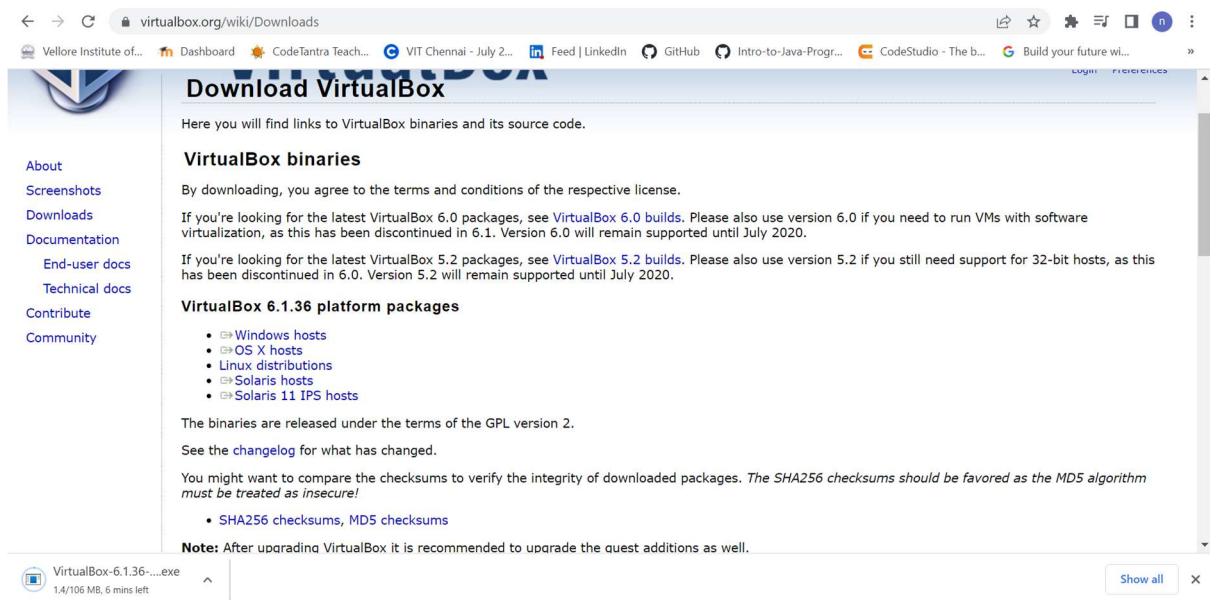 virtualbox.org/wiki/Downloads
n
Vellore Institute of... Dashboard CodeTantra Teach... VIT Chennai - July 2... Feed | LinkedIn GitHub Intro-to-Java-Progr... CodeStudio - The b... Build your future wi... »
VirtualBox
Login Preferences
Download VirtualBox
Here you will find links to VirtualBox binaries and its source code.
About
Screenshots
Downloads
Documentation
End-user docs
Technical docs
Contribute
Community
VirtualBox binaries
By downloading, you agree to the terms and conditions of the respective license.
If you're looking for the latest VirtualBox 6.0 packages, see VirtualBox 6.0 builds. Please also use version 6.0 if you need to run VMs with software
virtualization, as this has been discontinued in 6.1. Version 6.0 will remain supported until July 2020.
If you're looking for the latest VirtualBox 5.2 packages, see VirtualBox 5.2 builds. Please also use version 5.2 if you still need support for 32-bit hosts, as this
has been discontinued in 6.0. Version 5.2 will remain supported until July 2020.
VirtualBox 6.1.36 platform packages
• Windows hosts
• OS X hosts
• Linux distributions
• Solaris hosts
• Solaris 11 IPS hosts
The binaries are released under the terms of the GPL version 2.
See the changelog for what has changed.
You might want to compare the checksums to verify the integrity of downloaded packages. The SHA256 checksums should be favored as the MD5 algorithm
must be treated as insecure!
• SHA256 checksums, MD5 checksums
Note: After upgrading VirtualBox it is recommended to upgrade the guest additions as well.
VirtualBox-6.1.36-....exe
1.4/106 MB, 6 mins left
Show all